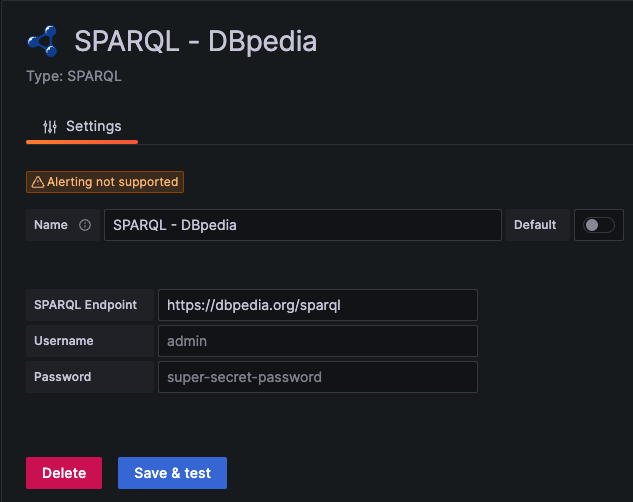 SPARQL - DBpedia
Type: SPARQL
Settings
Alerting not supported
Name SPARQL - DBpedia Default
SPARQL Endpoint https://dbpedia.org/sparql
Username admin
Password super-secret-password
Delete Save & test